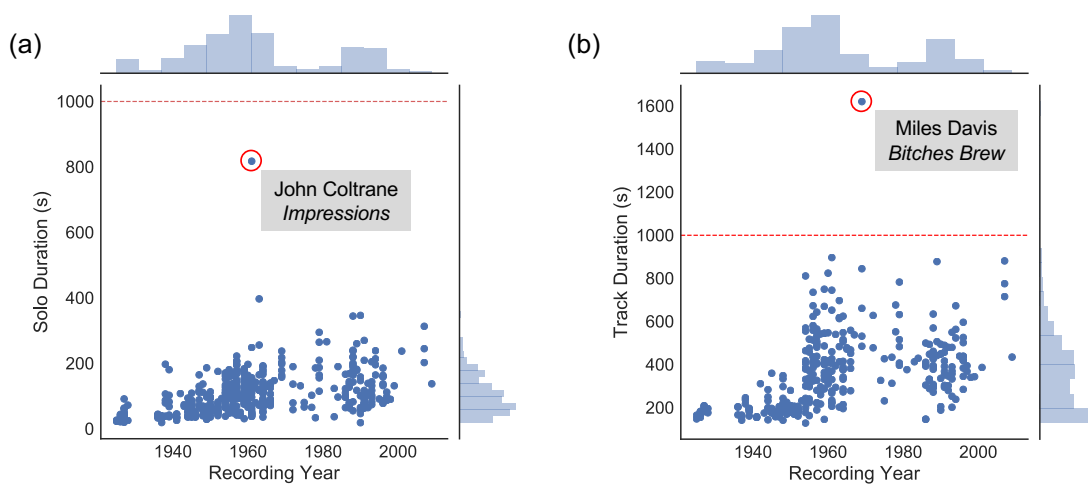 (a)
1000
800
600
400
200
0
Solo Duration (s)
John Coltrane
Impressions
1940
1960
1980
2000
Recording Year
(b)
1600
1400
1200
1000
800
600
400
200
Track Duration (s)
Miles Davis
Bitches Brew
1940
1960
1980
2000
Recording Year